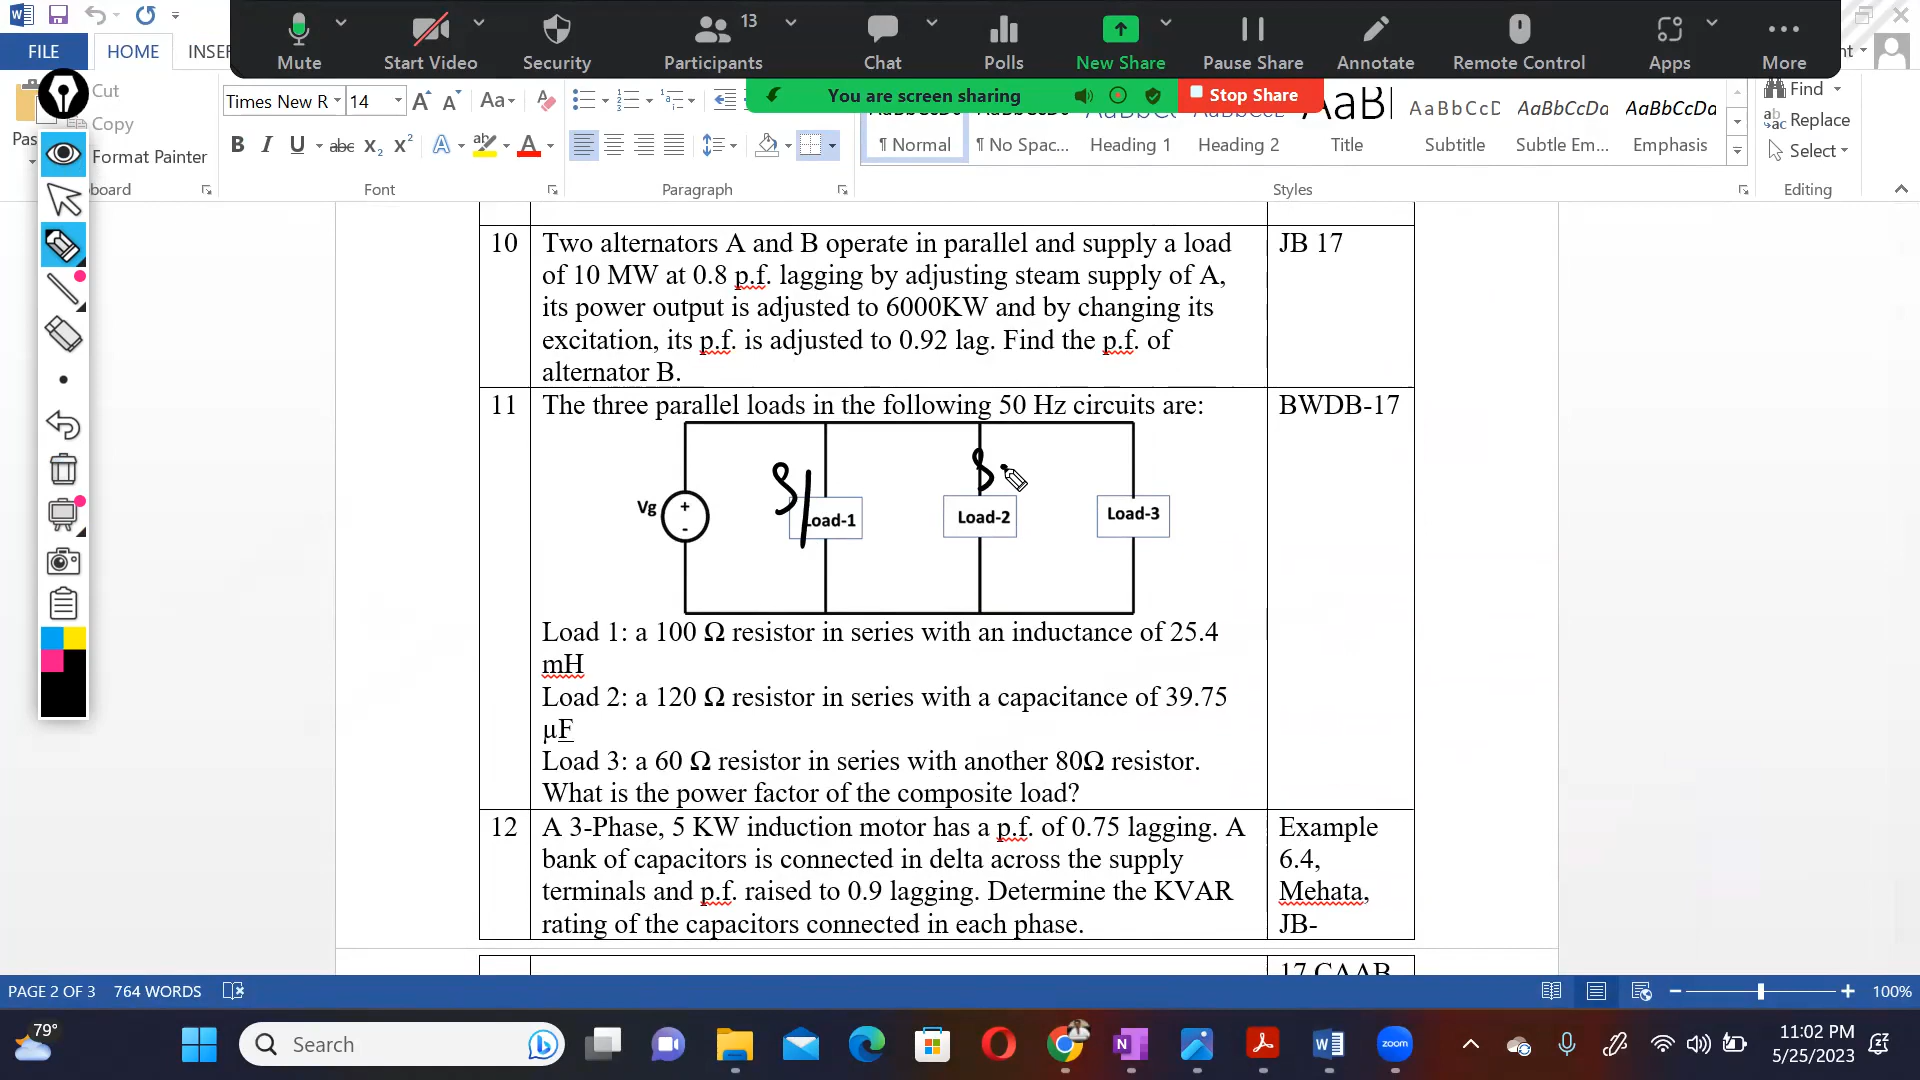 Mute
Start Video
Security
Participants
13
Chat
Polls
New Share
Pause Share
Annotate
Remote Control
Apps
More
You are screen sharing
Stop Share
FILE
HOME
INSER
Cut
Copy
Format Painter
Times New R
14
Aa
B I U abc X₂ X²
AaBbCcD
AaBbCcDa
AaBbCcDa
¶ Normal
¶ No Spac...
Heading 1
Heading 2
Title
Subtitle
Subtle Em...
Emphasis
Find
Replace
Select
Font
Paragraph
Styles
Editing
10
Two alternators A and B operate in parallel and supply a load
of 10 MW at 0.8 p.f. lagging by adjusting steam supply of A,
its power output is adjusted to 6000KW and by changing its
excitation, its p.f. is adjusted to 0.92 lag. Find the p.f. of
alternator B.
JB 17
11
The three parallel loads in the following 50 Hz circuits are:
BWDB-17
Vg
+
-
Load-1
Load-2
Load-3
Load 1: a 100 Ω resistor in series with an inductance of 25.4
mH
Load 2: a 120 Ω resistor in series with a capacitance of 39.75
µF
Load 3: a 60 Ω resistor in series with another 80Ω resistor.
What is the power factor of the composite load?
12
A 3-Phase, 5 KW induction motor has a p.f. of 0.75 lagging. A
bank of capacitors is connected in delta across the supply
terminals and p.f. raised to 0.9 lagging. Determine the KVAR
rating of the capacitors connected in each phase.
Example
6.4,
Mehata,
JB-
17 CAAB
PAGE 2 OF 3
764 WORDS
100%
79°
Search
zoom
11:02 PM
5/25/2023